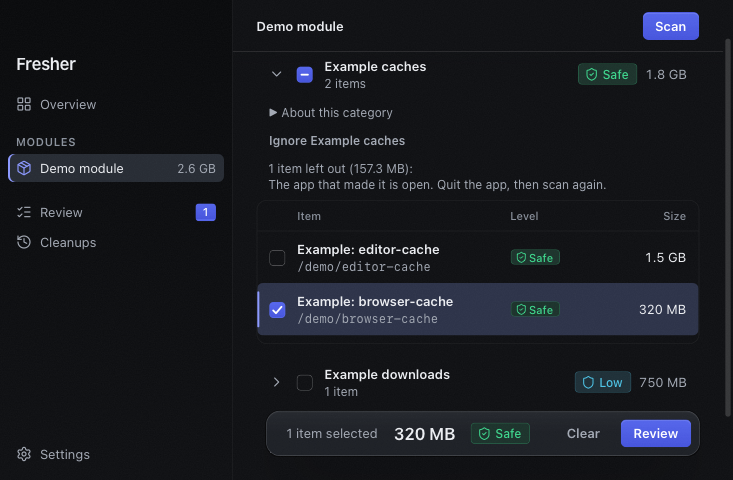 Demo module
Scan
Fresher
Overview
MODULES
Demo module 2.6 GB
Review 1
Cleanups
Settings
Example caches
2 items
Safe 1.8 GB
About this category
Ignore Example caches
1 item left out (157.3 MB):
The app that made it is open. Quit the app, then scan again.
Item Level Size
Example: editor-cache
/demo/editor-cache
Safe 1.5 GB
Example: browser-cache
/demo/browser-cache
Safe 320 MB
Example downloads
1 item
Low 750 MB
1 item selected 320 MB Safe Clear Review